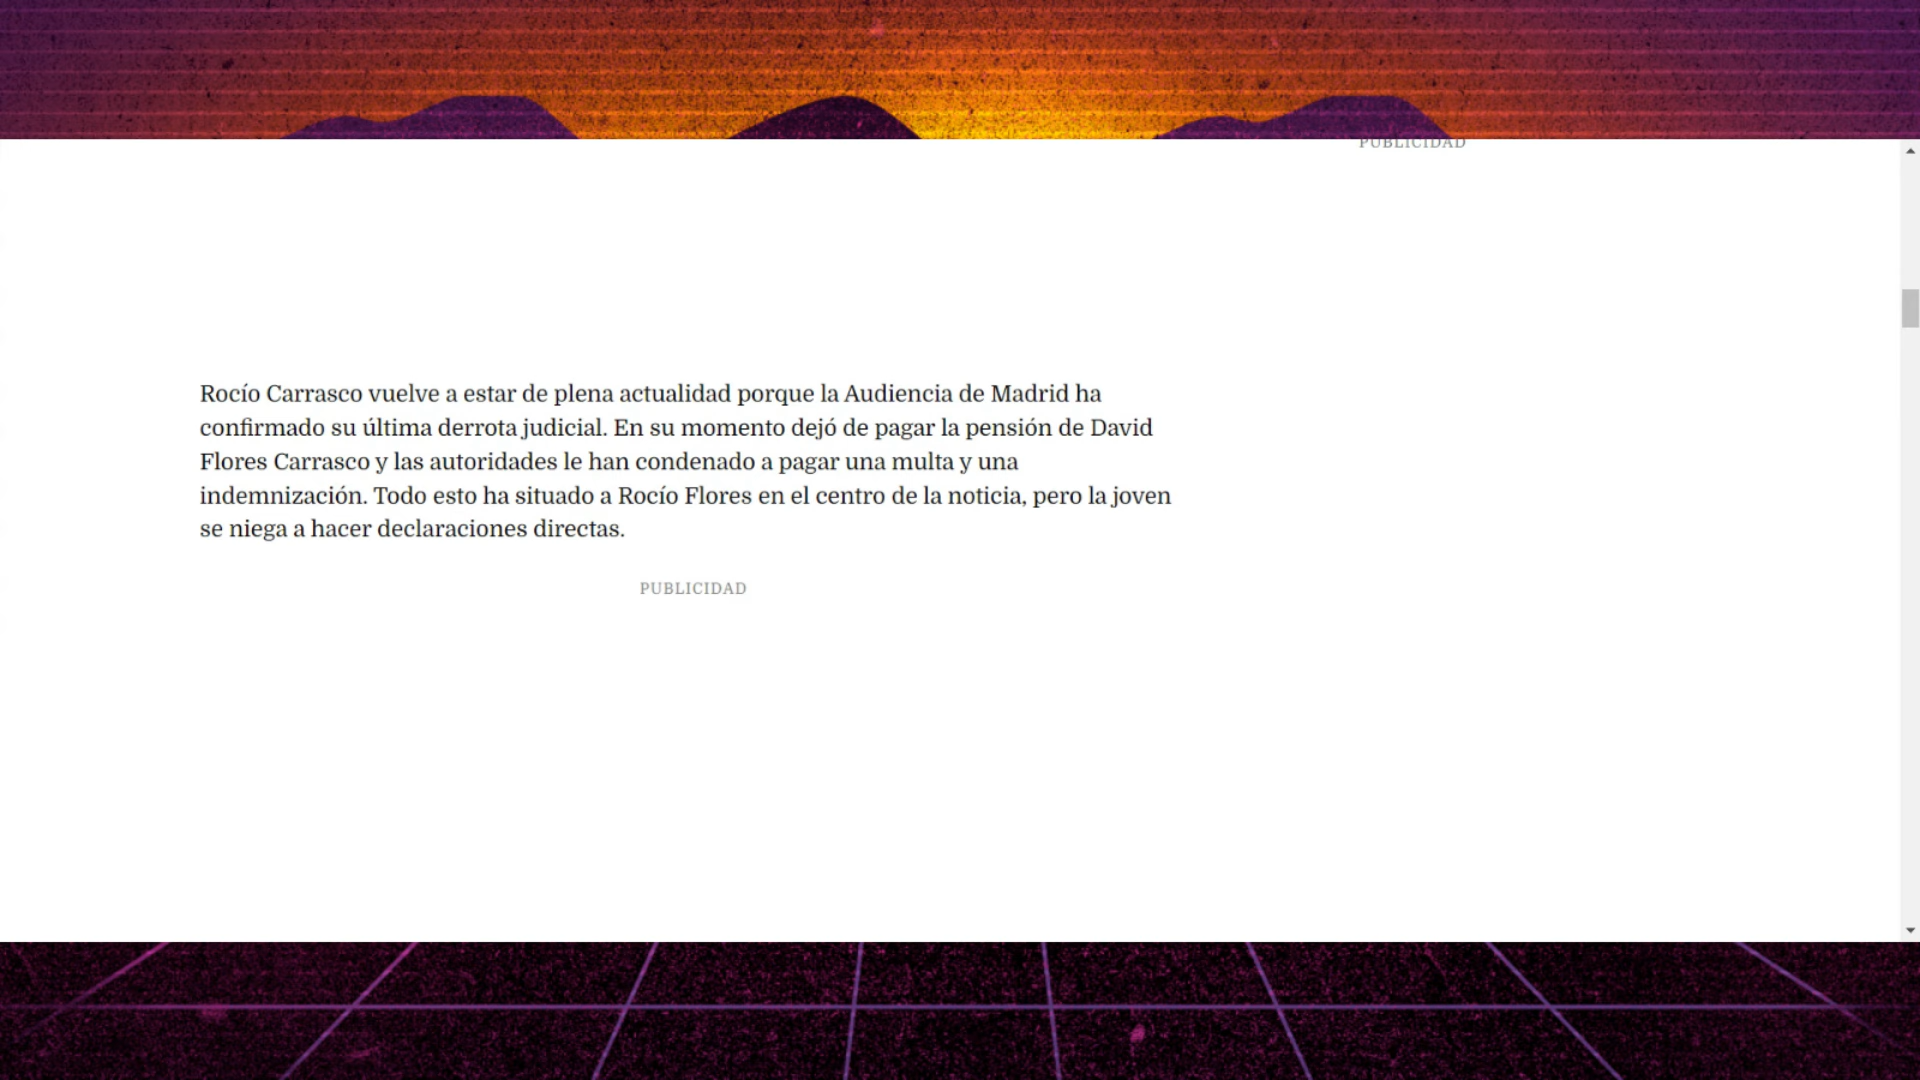 PUBLICIDAD
Rocío Carrasco vuelve a estar de plena actualidad porque la Audiencia de Madrid ha
confirmado su última derrota judicial. En su momento dejó de pagar la pensión de David
Flores Carrasco y las autoridades le han condenado a pagar una multa y una
indemnización. Todo esto ha situado a Rocío Flores en el centro de la noticia, pero la joven
se niega a hacer declaraciones directas.
PUBLICIDAD